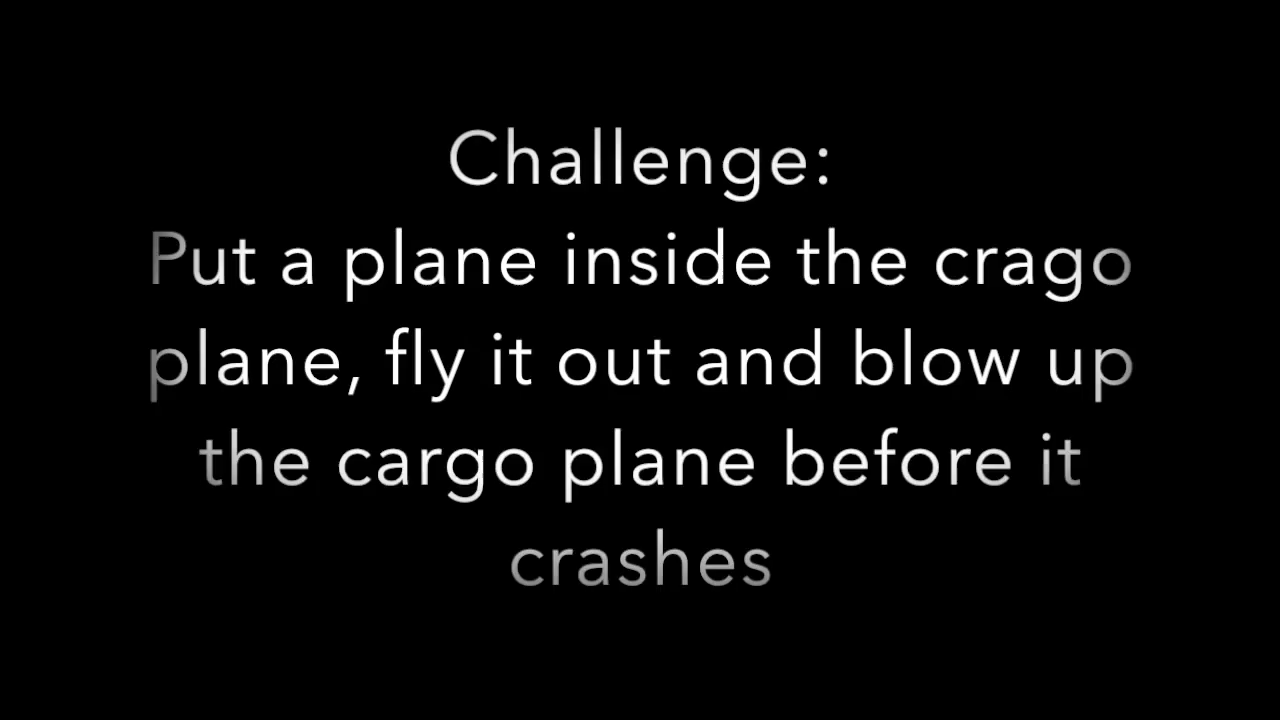 Challenge:
Put a plane inside the crago
plane, fly it out and blow up
the cargo plane before it
crashes